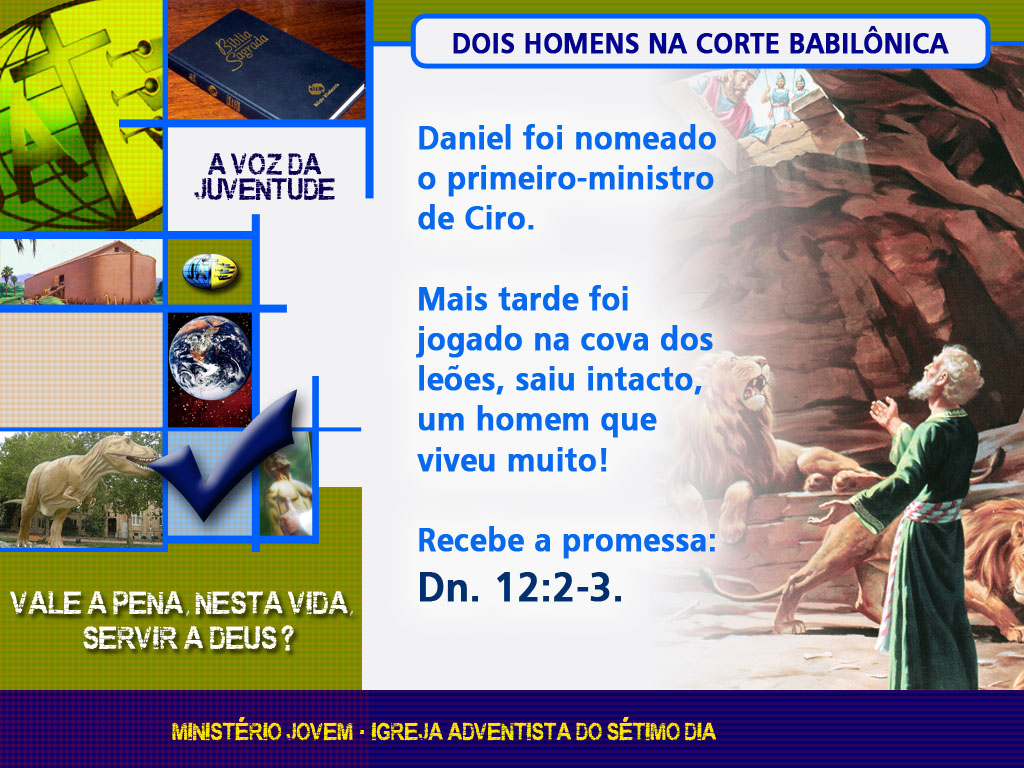 DOIS HOMENS NA CORTE BABILÔNICA
Bíblia
Sagrada
A VOZ DA
JUVENTUDE
Daniel foi nomeado
o primeiro-ministro
de Ciro.
Mais tarde foi
jogado na cova dos
leões, saiu intacto,
um homem que
viveu muito!
Recebe a promessa:
Dn. 12:2-3.
VALE A PENA, NESTA VIDA,
SERVIR A DEUS?
MINISTÉRIO JOVEM - IGREJA ADVENTISTA DO SÉTIMO DIA